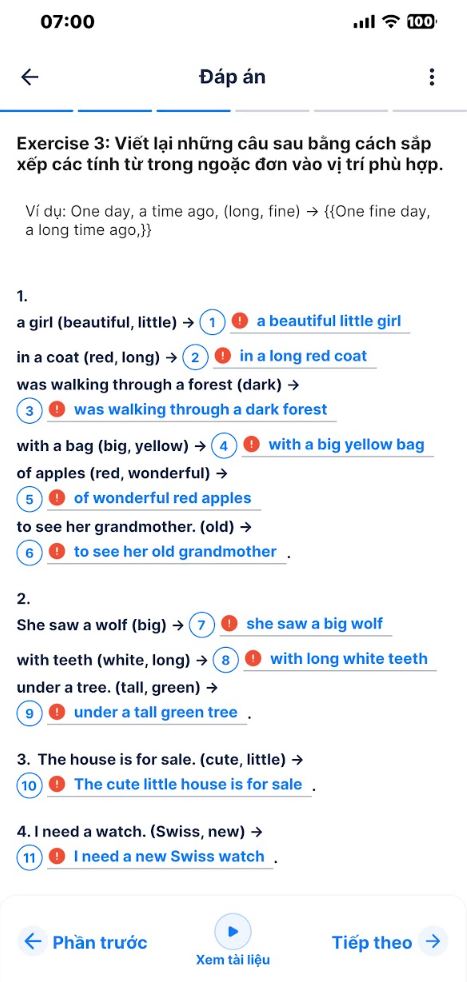 07:00
100
Đáp án
Exercise 3: Viết lại những câu sau bằng cách sắp
xếp các tính từ trong ngoặc đơn vào vị trí phù hợp.
Ví dụ: One day, a time ago, (long, fine) → {{One fine day,
a long time ago,}}
1.
a girl (beautiful, little) → 1 ! a beautiful little girl
in a coat (red, long) → 2 ! in a long red coat
was walking through a forest (dark) →
3 ! was walking through a dark forest
with a bag (big, yellow) → 4 ! with a big yellow bag
of apples (red, wonderful) →
5 ! of wonderful red apples
to see her grandmother. (old) →
6 ! to see her old grandmother .
2.
She saw a wolf (big) → 7 ! she saw a big wolf
with teeth (white, long) → 8 ! with long white teeth
under a tree. (tall, green) →
9 ! under a tall green tree .
3. The house is for sale. (cute, little) →
10 ! The cute little house is for sale .
4. I need a watch. (Swiss, new) →
11 ! I need a new Swiss watch .
← Phần trước
Xem tài liệu
Tiếp theo →